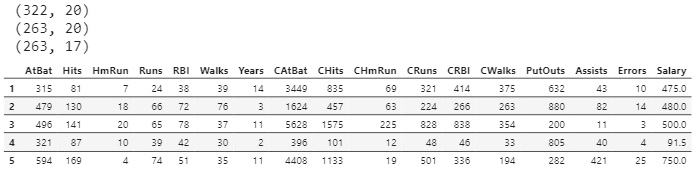 (322, 20)
(263, 20)
(263, 17)
AtBat Hits HmRun Runs RBI Walks Years CAtBat CHits CHmRun CRuns CRBI CWalks PutOuts Assists Errors Salary
1 315 81 7 24 38 39 14 3449 835 69 321 414 375 632 43 10 475.0
2 479 130 18 66 72 76 3 1624 457 63 224 266 263 880 82 14 480.0
3 496 141 20 65 78 37 11 5628 1575 225 828 838 354 200 11 3 500.0
4 321 87 10 39 42 30 2 396 101 12 48 46 33 805 40 4 91.5
5 594 169 4 74 51 35 11 4408 1133 19 501 336 194 282 421 25 750.0